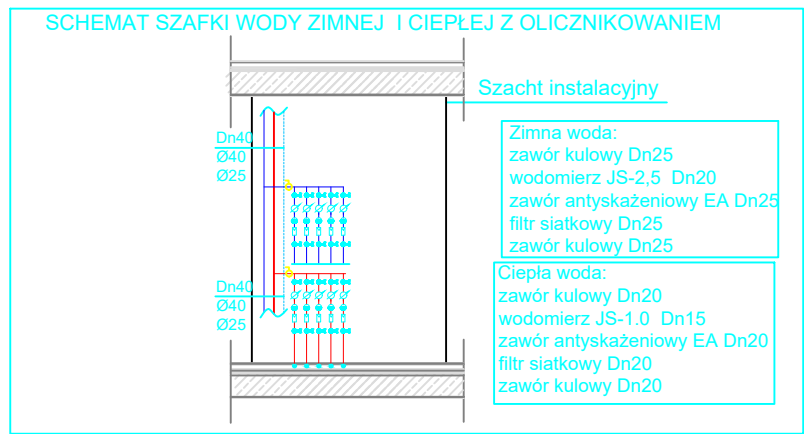 SCHEMAT SZAFKI WODY ZIMNEJ I CIEPŁEJ Z OLICZNIKOWANIEM
Szacht instalacyjny
Dn40
Ø40
Ø25
Zimna woda:
zawór kulowy Dn25
wodomierz JS-2,5 Dn20
zawór antyskażeniowy EA Dn25
filtr siatkowy Dn25
zawór kulowy Dn25
Dn40
Ø40
Ø25
Ciepła woda:
zawór kulowy Dn20
wodomierz JS-1.0 Dn15
zawór antyskażeniowy EA Dn20
filtr siatkowy Dn20
zawór kulowy Dn20